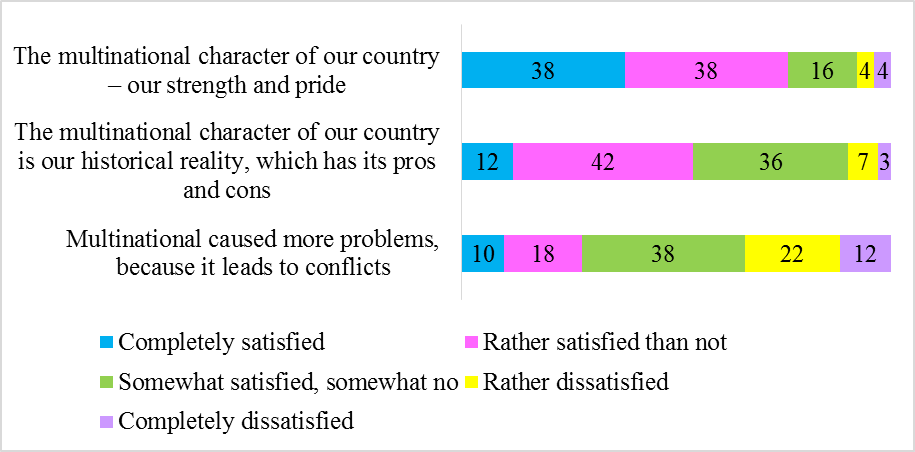 The multinational character of our country
– our strength and pride
38 38 16 4 4
The multinational character of our country
is our historical reality, which has its pros
and cons
12 42 36 7 3
Multinational caused more problems,
because it leads to conflicts
10 18 38 22 12
Completely satisfied
Rather satisfied than not
Somewhat satisfied, somewhat no
Rather dissatisfied
Completely dissatisfied